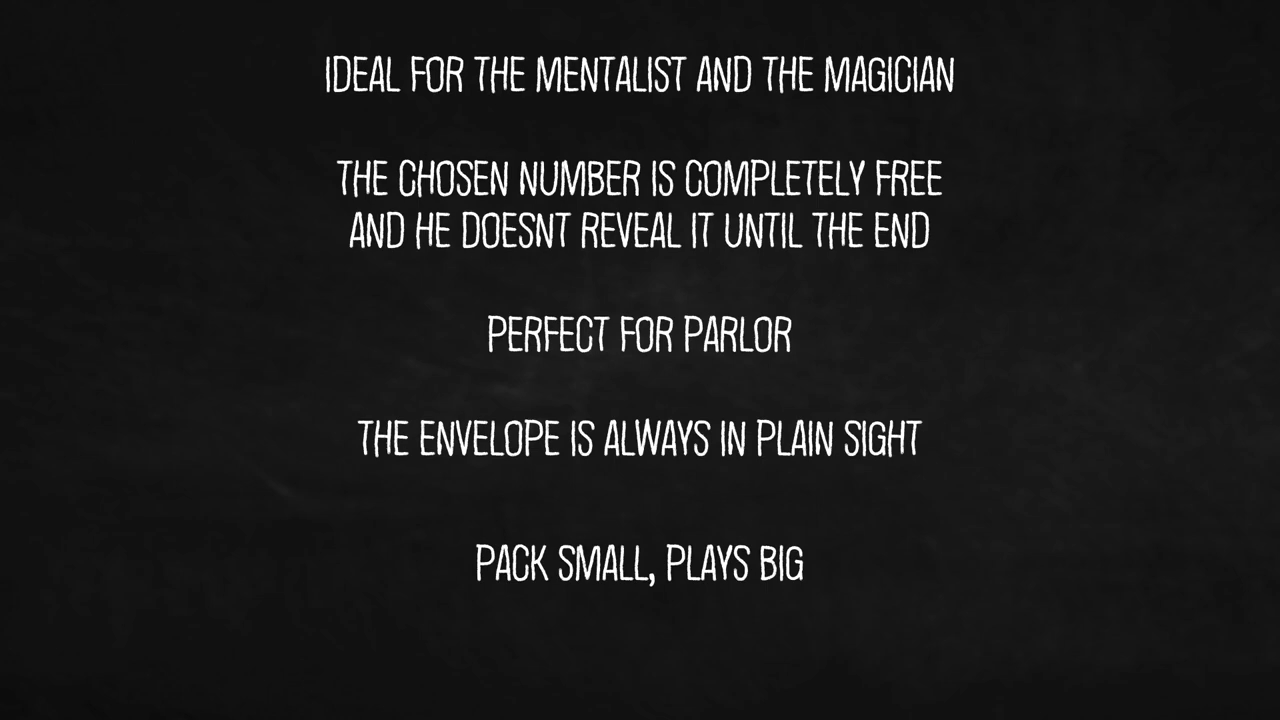 IDEAL FOR THE MENTALIST AND THE MAGICIAN
THE CHOSEN NUMBER IS COMPLETELY FREE
AND HE DOESNT REVEAL IT UNTIL THE END
PERFECT FOR PARLOR
THE ENVELOPE IS ALWAYS IN PLAIN SIGHT
PACK SMALL, PLAYS BIG